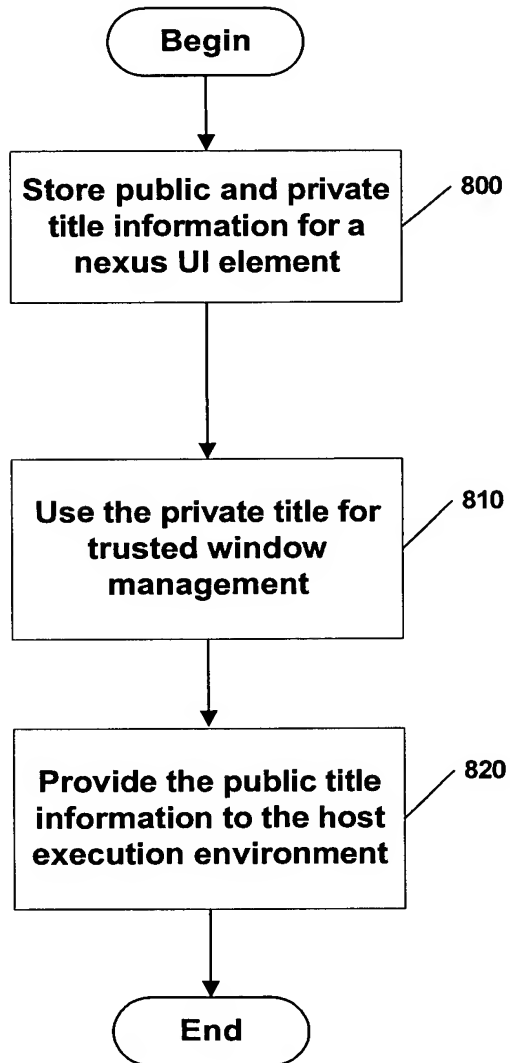 Begin
Store public and private
title information for a
nexus UI element
800
Use the private title for
trusted window
management
810
Provide the public title
information to the host
execution environment
820
End